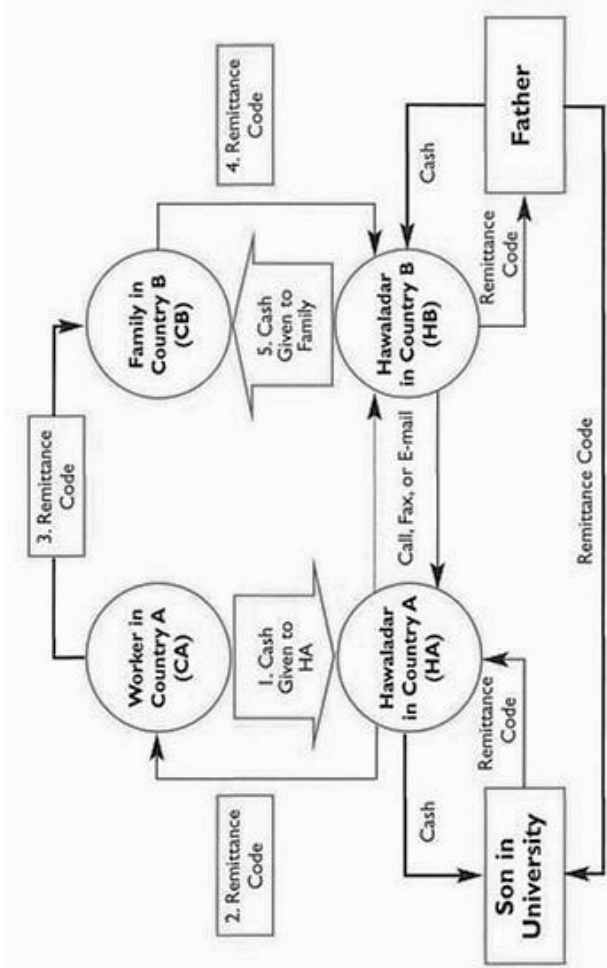 3. Remittance
Code
Worker in
Country A
(CA)
Family in
Country B
(CB)
2. Remittance
Code
1. Cash
Given to
HA
5. Cash
Given to
Family
4. Remittance
Code
Hawaladar
in Country A
(HA)
Call, Fax, or E-mail
Hawaladar
in Country B
(HB)
Cash
Remittance
Code
Cash
Remittance
Code
Son in
University
Father
Remittance Code